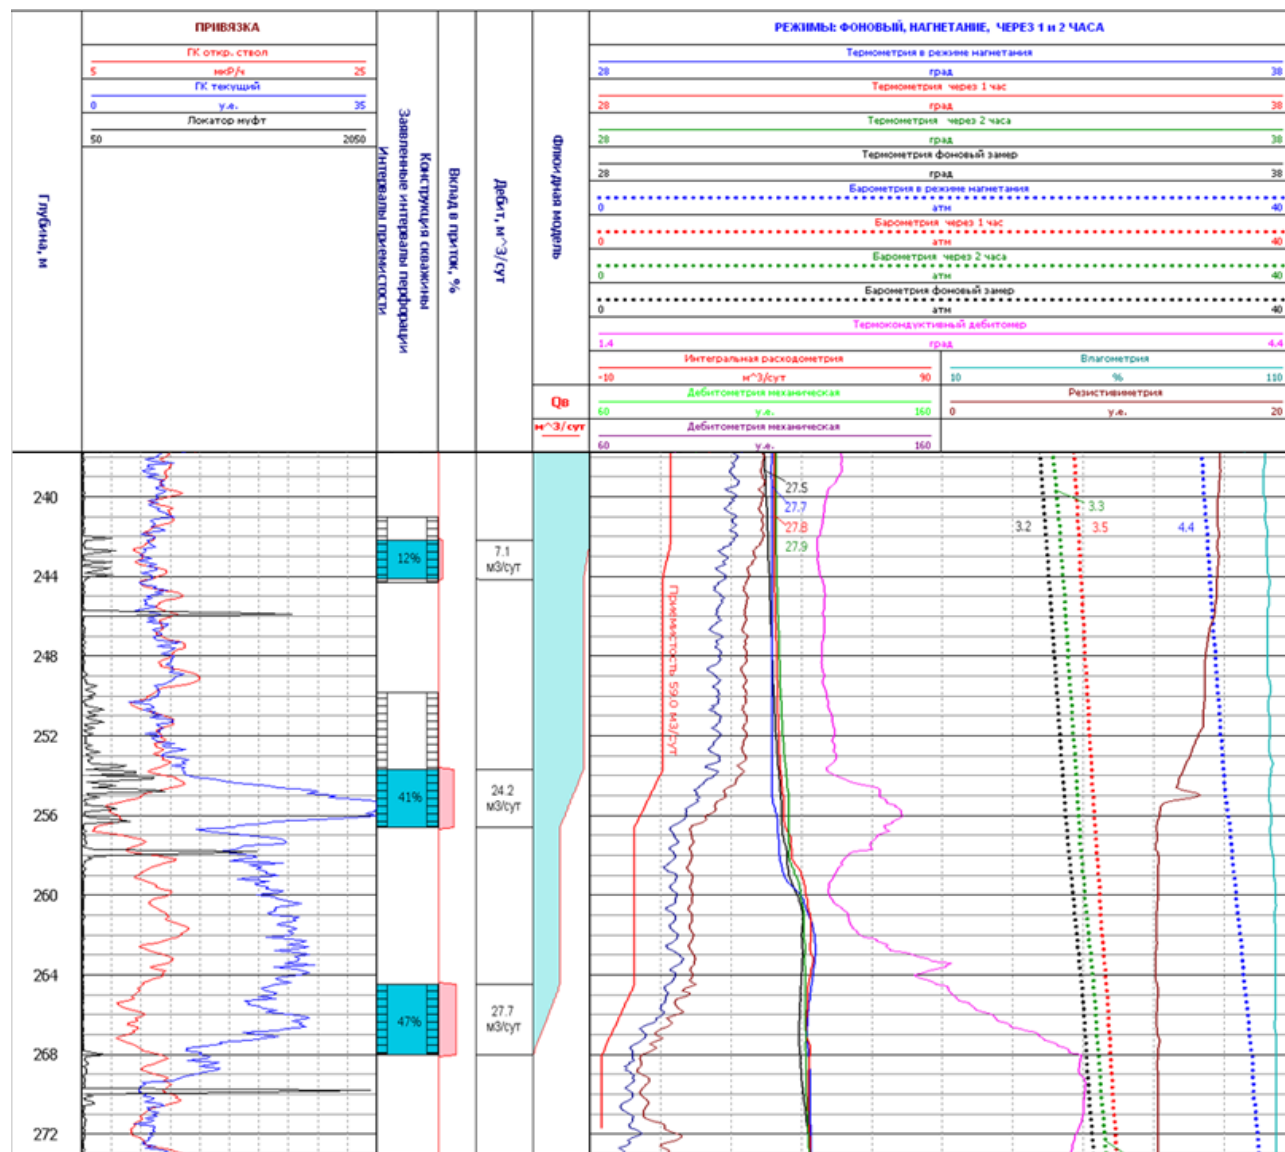 ПРИВЯЗКА
ГК откр. ствол
5 мкР/ч 25
ГК текущий
0 у.е. 35
Локатор муфт
50 2050
Глубина, м
Конструкция скважины
Заявленные интервалы перфорации
Интервалы приемистости
Вклад в приток, %
Дебит, м^3/сут
Флюидная модель
Qв
м^3/сут
РЕЖИМЫ: ФОНОВЫЙ, НАГНЕТАНИЕ, ЧЕРЕЗ 1 и 2 ЧАСА
Термометрия в режиме нагнетания
28 град 38
Термометрия через 1 час
28 град 38
Термометрия через 2 часа
28 град 38
Термометрия фоновый замер
28 град 38
Барометрия в режиме нагнетания
0 атм 40
Барометрия через 1 час
0 атм 40
Барометрия через 2 часа
0 атм 40
Барометрия фоновый замер
0 атм 40
Термокондуктивный дебитомер
1.4 град 4.4
Интегральная расходометрия
-10 м^3/сут 90
Влагометрия
10 % 110
Дебитометрия механическая
60 у.е. 160
Резистивиметрия
0 у.е. 20
Дебитометрия механическая
60 у.е. 160
240
244
248
252
256
260
264
268
272
12%
41%
47%
7.1
м3/сут
24.2
м3/сут
27.7
м3/сут
Приемистость 59.0 м3/сут
27.5
27.7
27.8
27.9
3.2
3.3
3.5
4.4